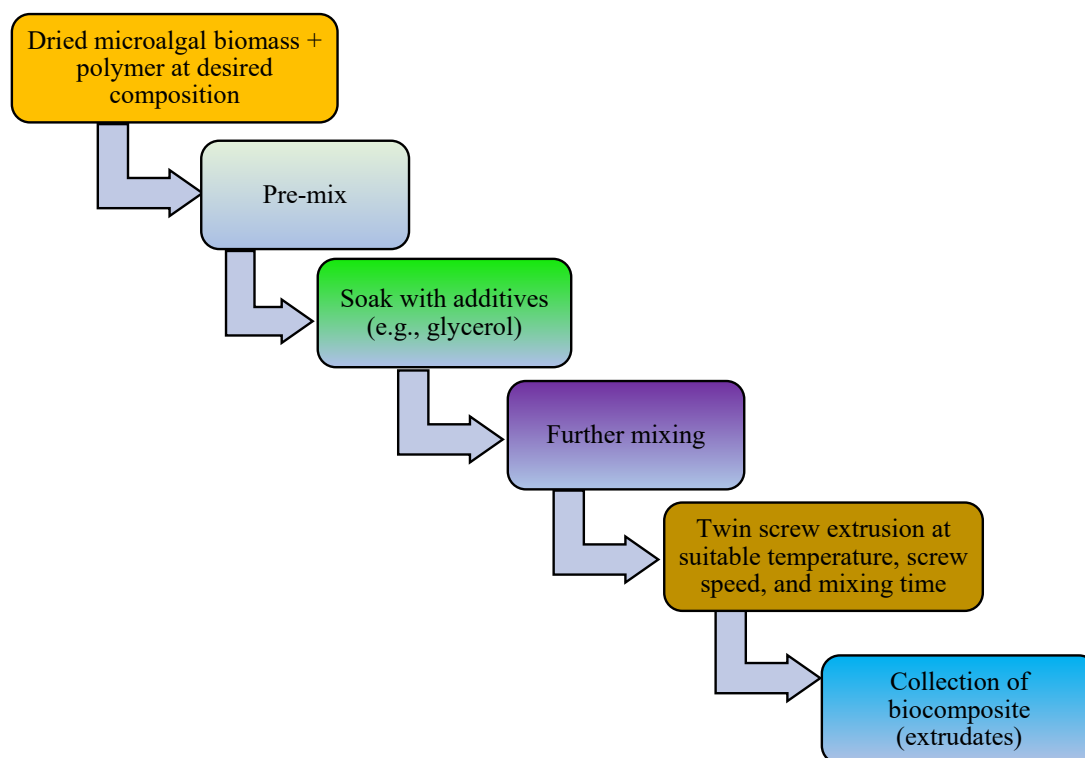 Dried microalgal biomass +
polymer at desired
composition
Pre-mix
Soak with additives
(e.g., glycerol)
Further mixing
Twin screw extrusion at
suitable temperature, screw
speed, and mixing time
Collection of
biocomposite
(extrudates)